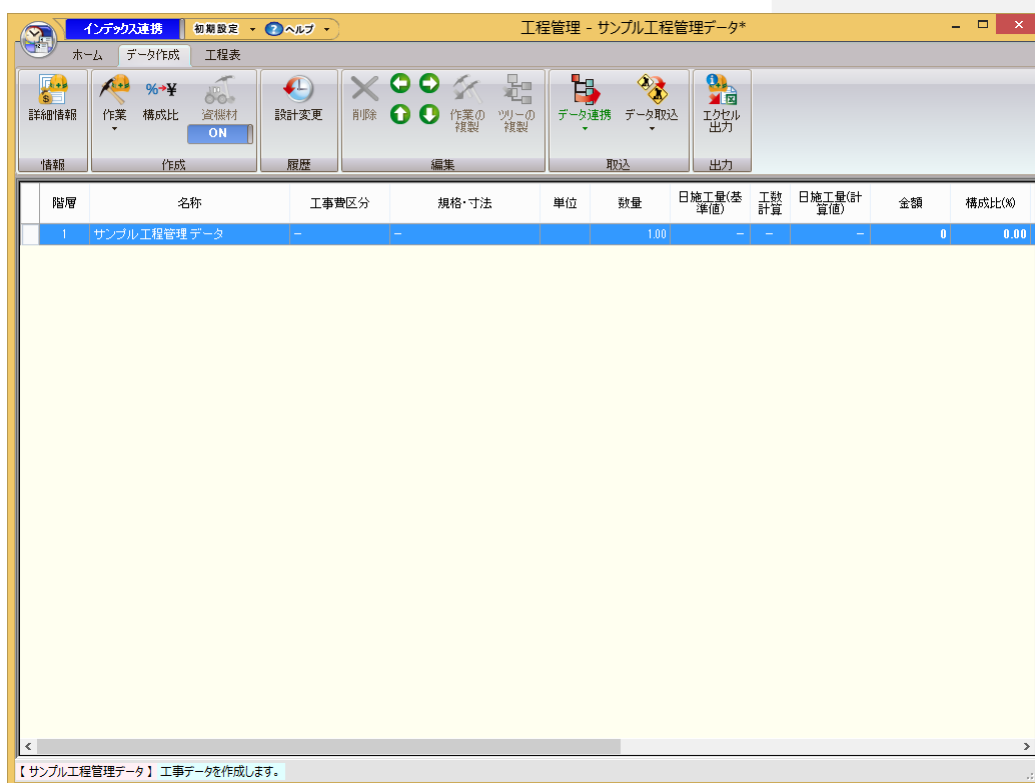 インデックス連携 初期設定 ヘルプ 工程管理 - サンプル工程管理データ*
ホーム データ作成 工程表
詳細情報 作業 %→¥ 構成比 資機材 設計変更 削除 作業の複製 ツリーの複製 データ連携 データ取込 エクセル出力
ON
情報 作成 履歴 編集 取込 出力
階層 名称 工事費区分 規格・寸法 単位 数量 日施工量(基準値) 工数計算 日施工量(計算値) 金額 構成比(%)
1 サンプル工程管理データ － － 1.00 － － － 0 0.00
【 サンプル工程管理データ 】 工事データを作成します。